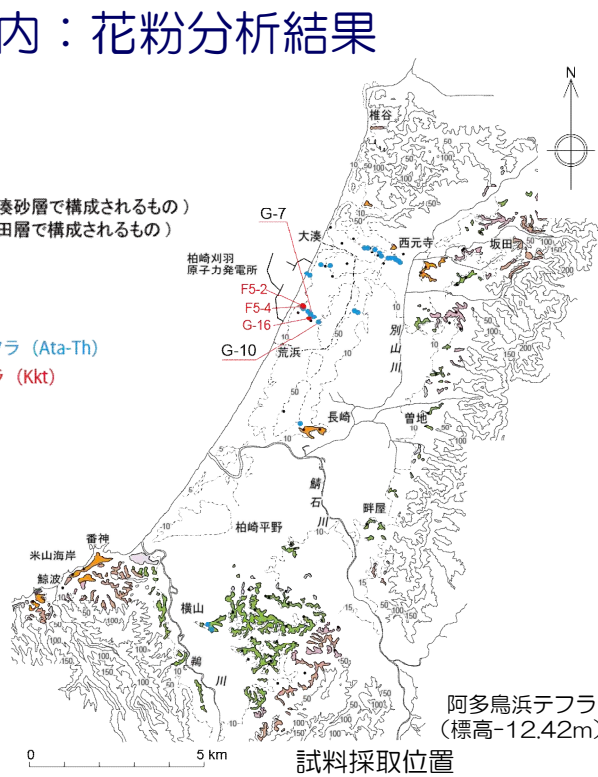 内：花粉分析結果
N
椎谷
湊砂層で構成されるもの）
田層で構成されるもの）
G-7
大湊
西元寺
坂田
柏崎刈羽
原子力発電所
F5-2
F5-4
G-16
G-10
荒浜
別山川
ラ（Ata-Th）
ラ（Kkt）
長崎
曽地
鯖石川
畔屋
柏崎平野
番神
米山海岸
鯨波
横山
鵜川
阿多鳥浜テフラ
（標高-12.42m）
0 5 km
試料採取位置